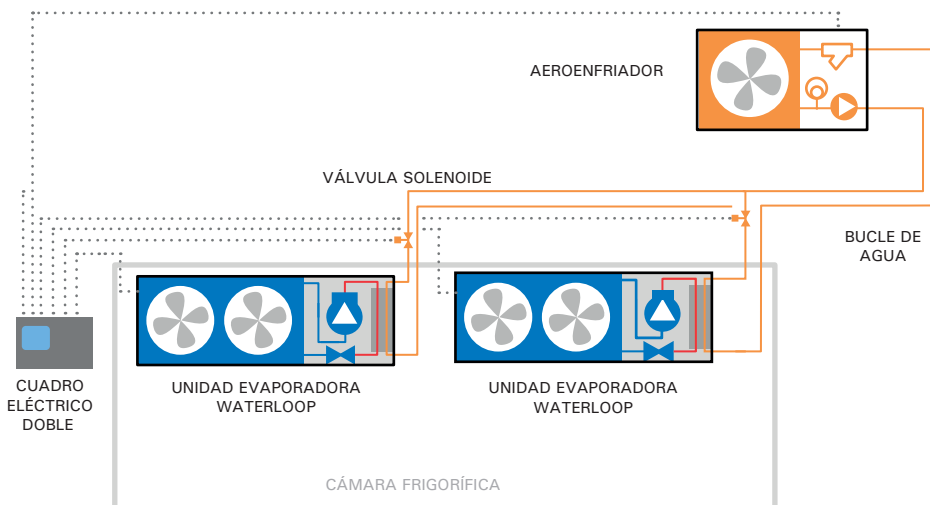 AEROENFRIADOR
VÁLVULA SOLENOIDE
BUCLE DE
AGUA
CUADRO
ELÉCTRICO
DOBLE
UNIDAD EVAPORADORA
WATERLOOP
UNIDAD EVAPORADORA
WATERLOOP
CÁMARA FRIGORÍFICA